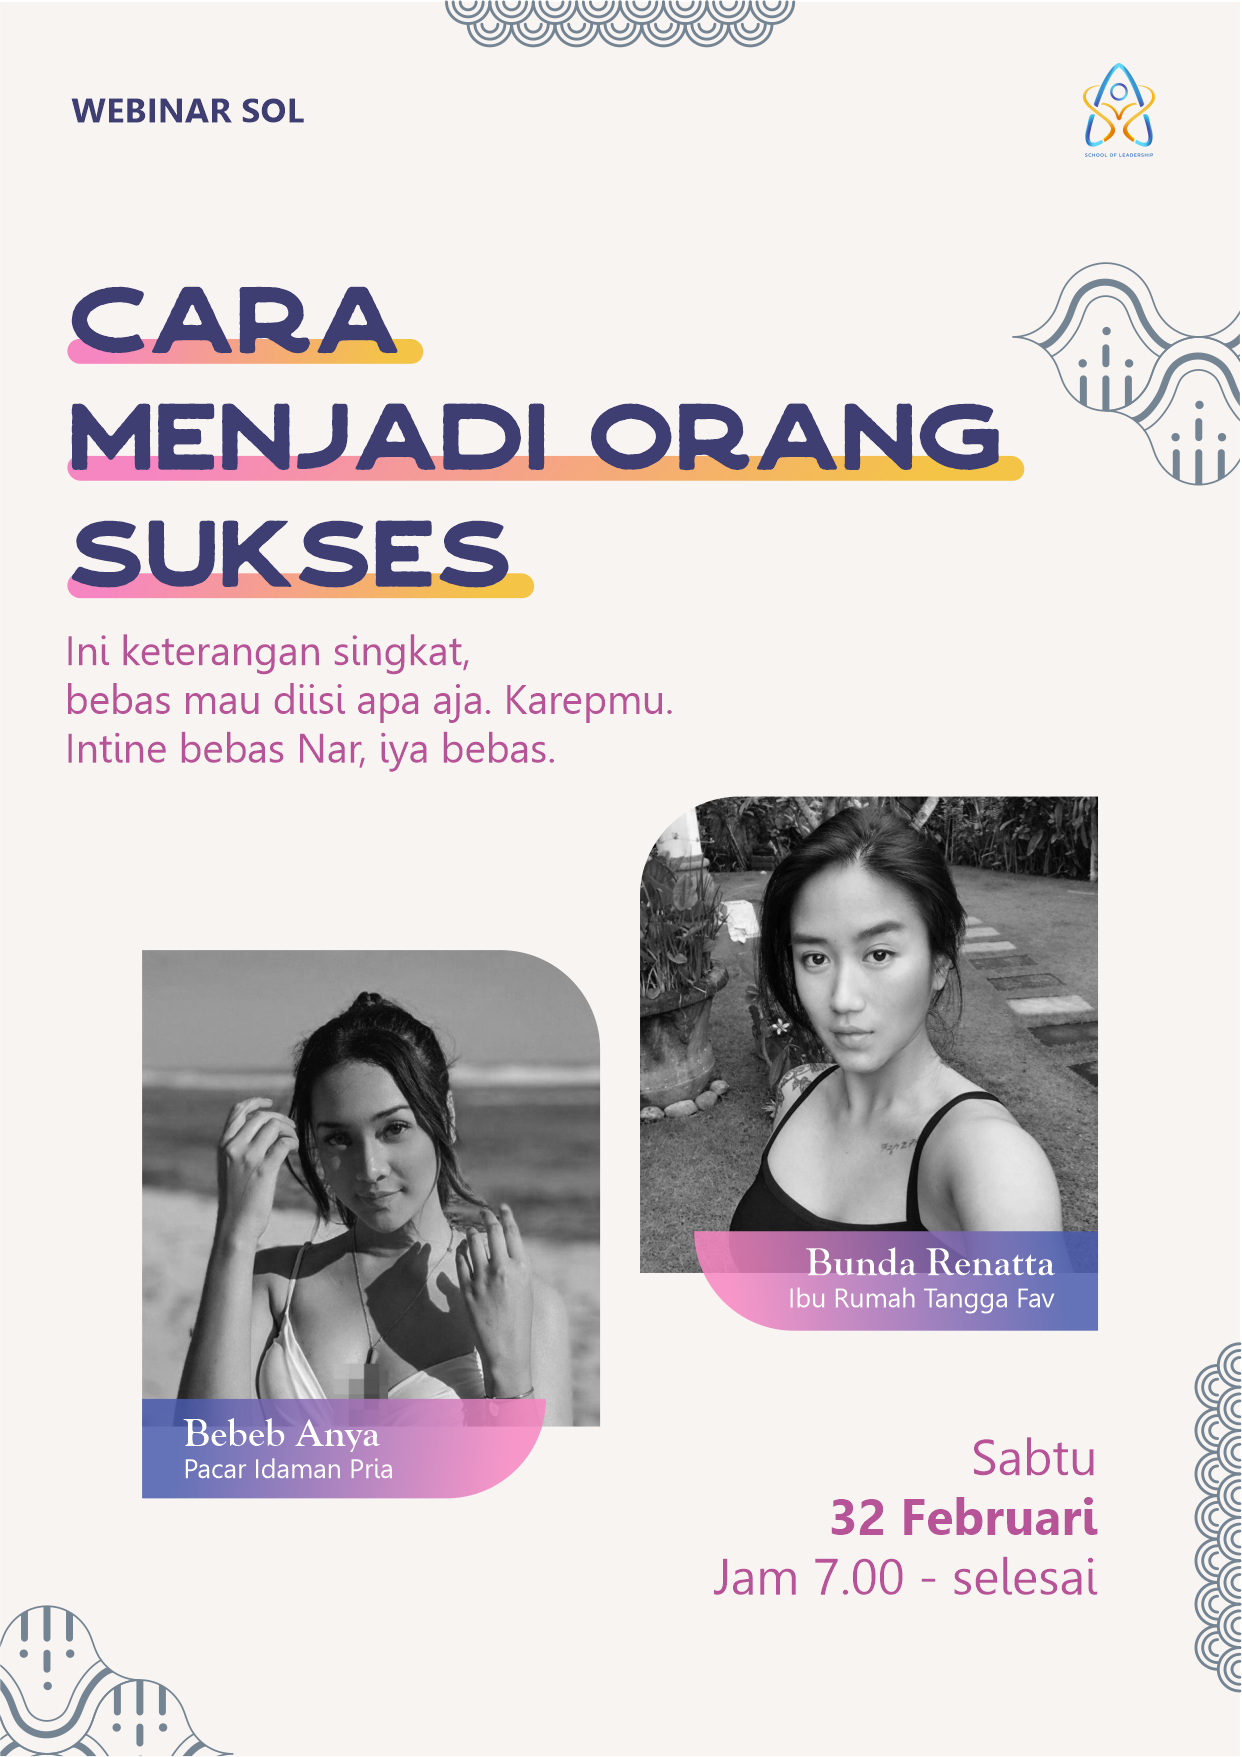 WEBINAR SOL
SCHOOL OF LEADERSHIP
CARA
MENJADI ORANG
SUKSES
Ini keterangan singkat,
bebas mau diisi apa aja. Karepmu.
Intine bebas Nar, iya bebas.
Bunda Renatta
Ibu Rumah Tangga Fav
Bebeb Anya
Pacar Idaman Pria
Sabtu
32 Februari
Jam 7.00 - selesai